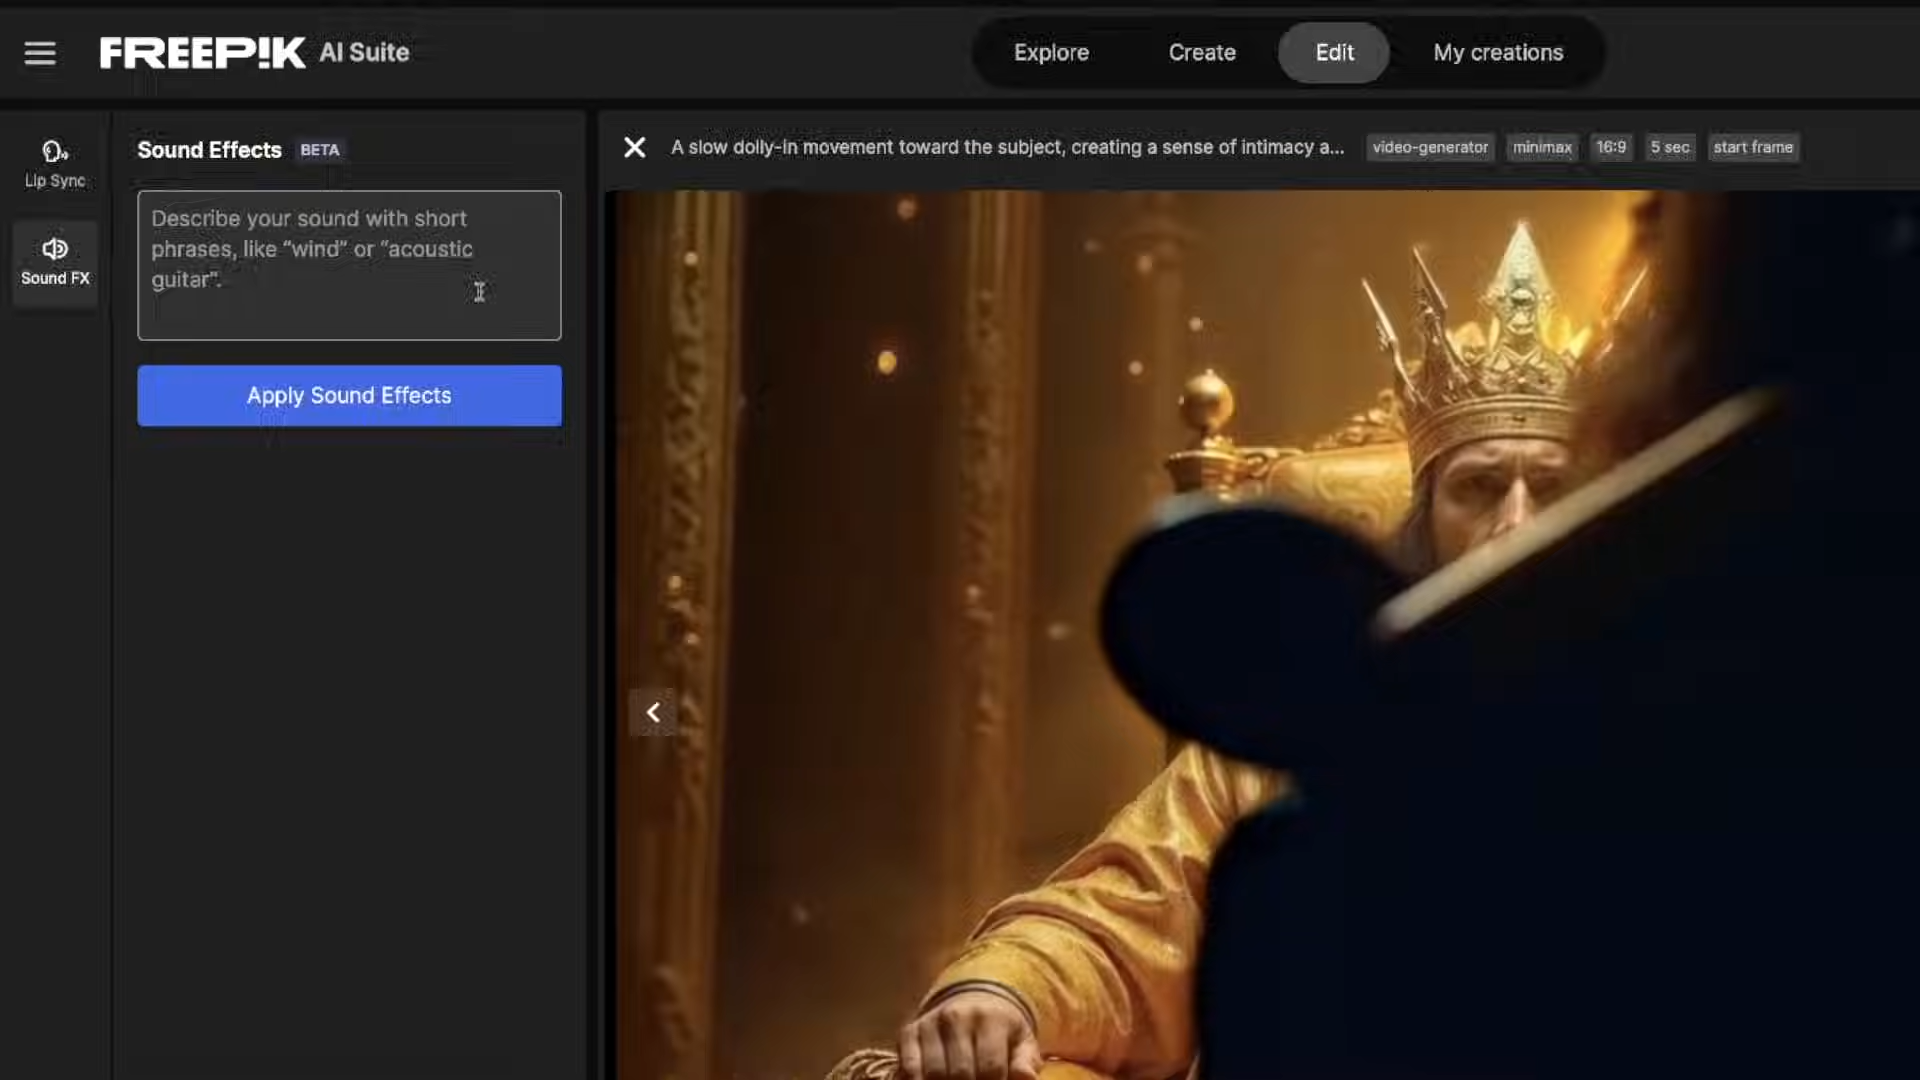 FREEP!K AI Suite
Explore
Create
Edit
My creations
Lip Sync
Sound FX
Sound Effects BETA
Describe your sound with short
phrases, like “wind” or “acoustic
guitar”.
Apply Sound Effects
A slow dolly-in movement toward the subject, creating a sense of intimacy a...
video-generator
minimax
16:9
5 sec
start frame